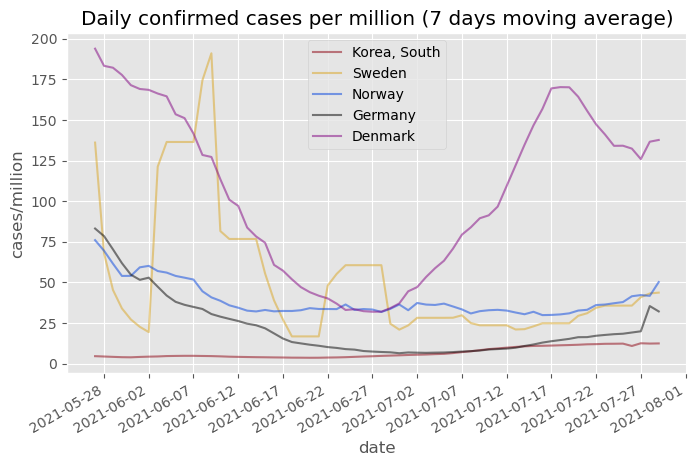 Daily confirmed cases per million (7 days moving average)
200
175
150
125
100
75
50
25
0
cases/million
Korea, South
Sweden
Norway
Germany
Denmark
2021-05-28
2021-06-02
2021-06-07
2021-06-12
2021-06-17
2021-06-22
2021-06-27
2021-07-02
2021-07-07
2021-07-12
2021-07-17
2021-07-22
2021-07-27
2021-08-01
date